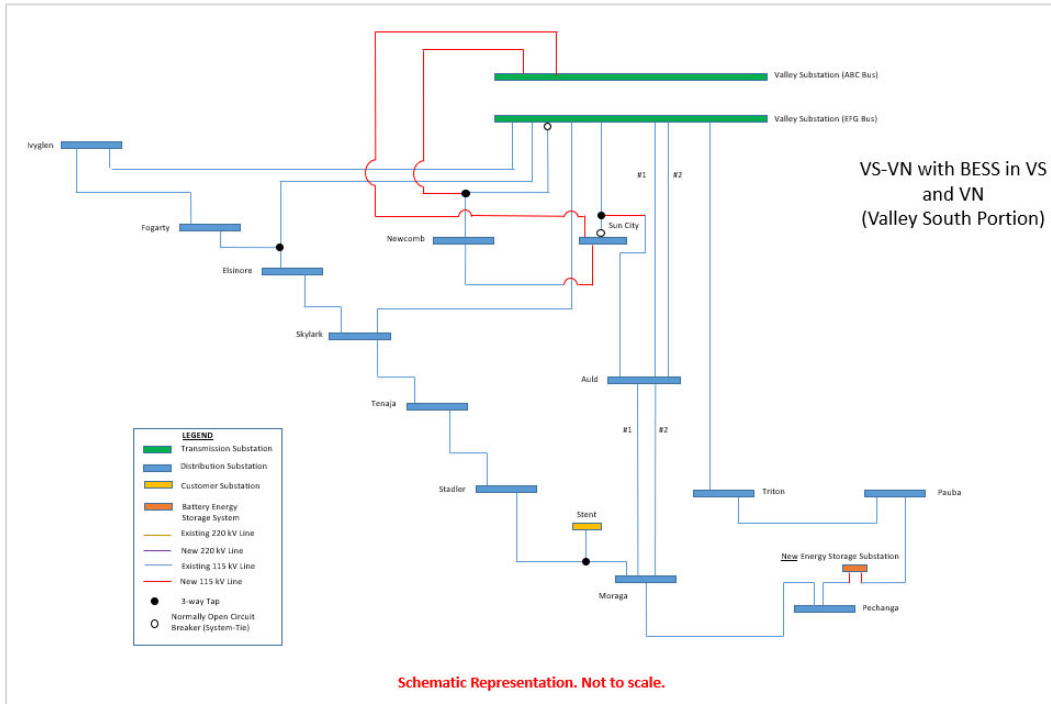 Valley Substation (ABC Bus)
Valley Substation (EFG Bus)
Ivyglen
#1
#2
VS-VN with BESS in VS
and VN
(Valley South Portion)
Fogarty
Newcomb
Sun City
Elsinore
Skylark
Auld
Tenaja
#1
#2
LEGEND
Transmission Substation
Distribution Substation
Customer Substation
Battery Energy
Storage System
Existing 220 kV Line
New 220 kV Line
Existing 115 kV Line
New 115 kV Line
3-way Tap
Normally Open Circuit
Breaker (System-Tie)
Stadler
Triton
Pauba
Stent
New Energy Storage Substation
Moraga
Pechanga
Schematic Representation. Not to scale.